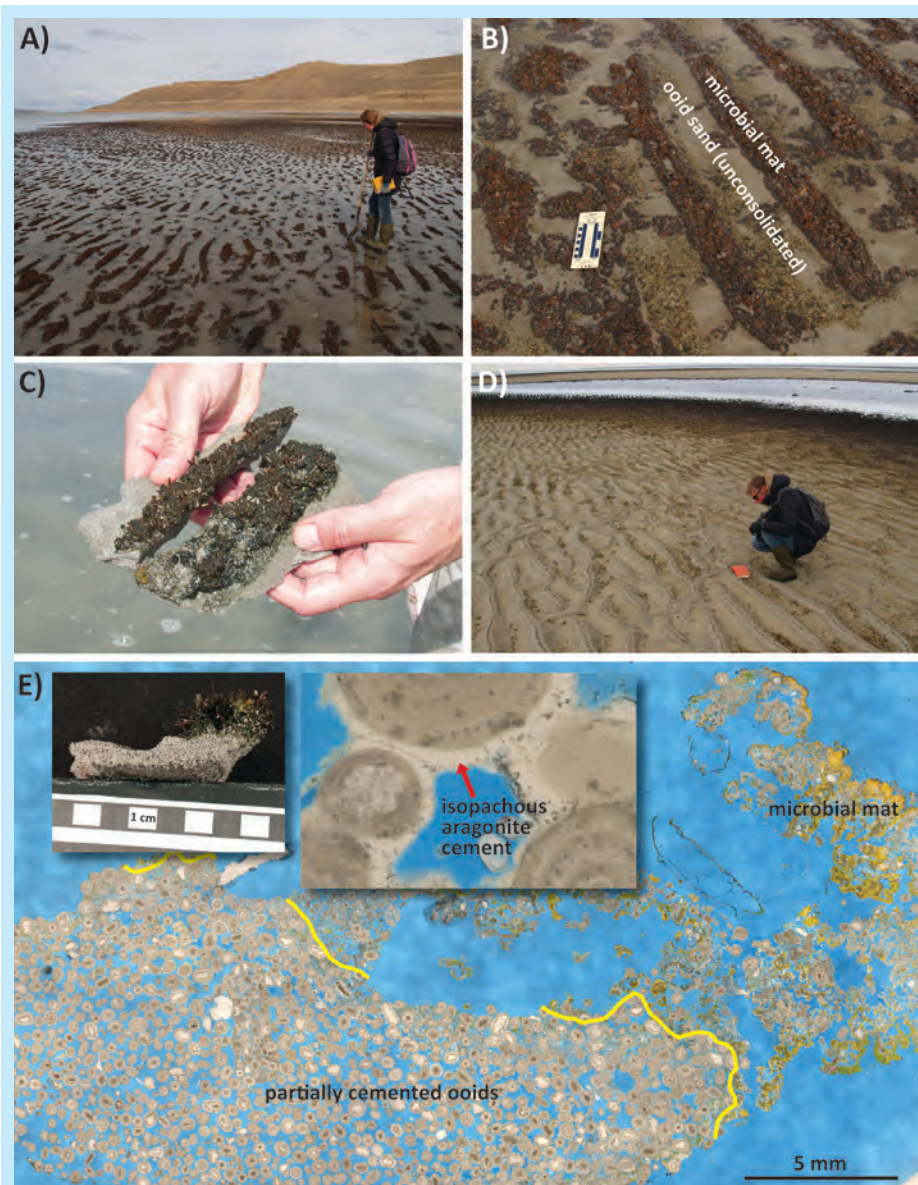 A)
B)
microbial mat
ooid sand (unconsolidated)
C)
D)
E)
1 cm
isopachous
aragonite
cement
microbial mat
partially cemented ooids
5 mm